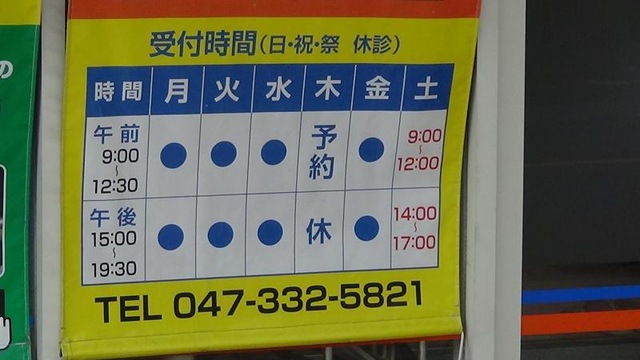 受付時間(日・祝・祭 休診)
時間 月 火 水 木 金 土
午前 9:00～12:30 ● ● ● 予約 ● 9:00～12:00
午後 15:00～19:30 ● ● ● 休 ● 14:00～17:00
TEL 047-332-5821
の